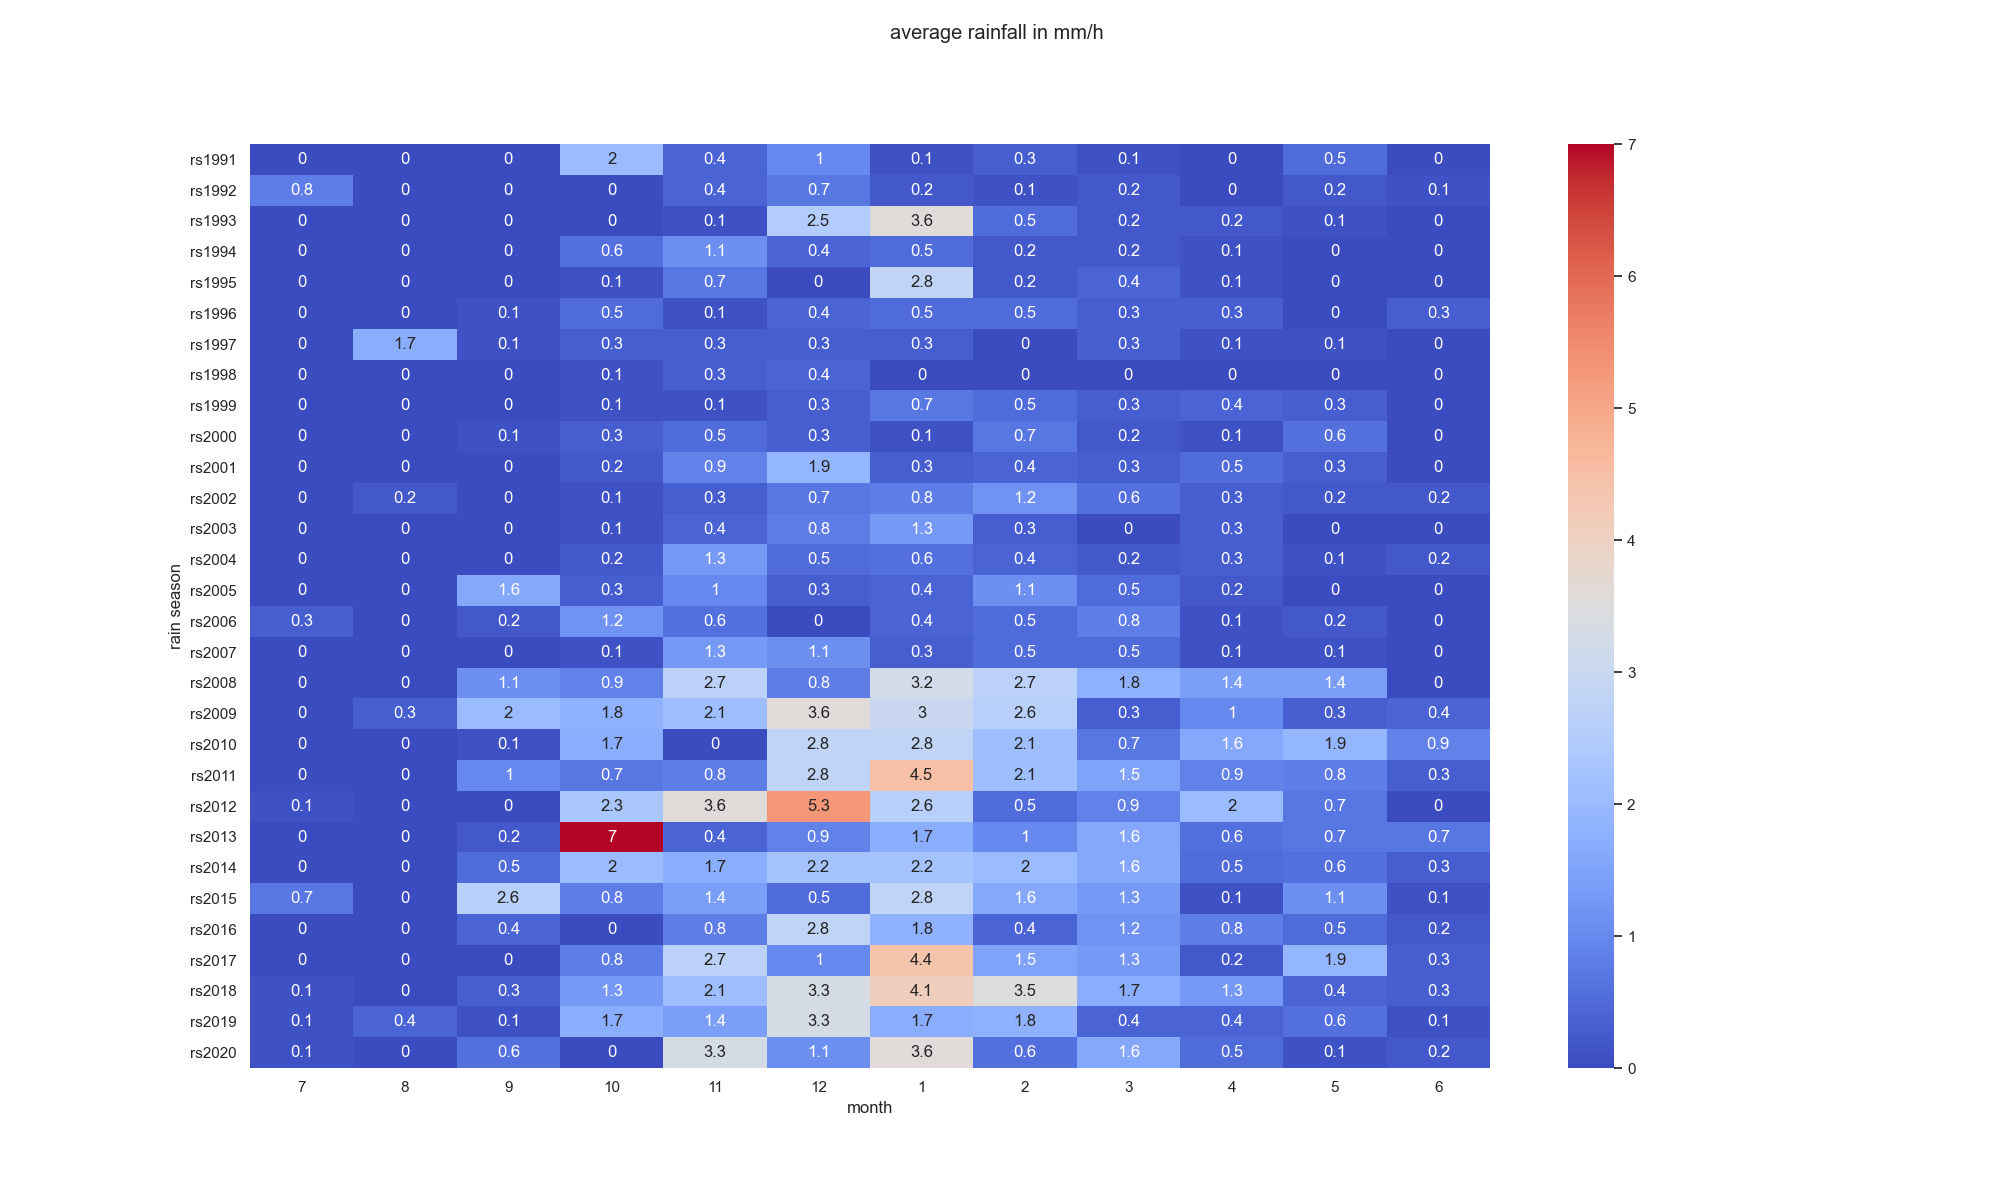 average rainfall in mm/h
rs1991 0 0 0 2 0.4 1 0.1 0.3 0.1 0 0.5 0
rs1992 0.8 0 0 0 0.4 0.7 0.2 0.1 0.2 0 0.2 0.1
rs1993 0 0 0 0 0.1 2.5 3.6 0.5 0.2 0.2 0.1 0
rs1994 0 0 0 0.6 1.1 0.4 0.5 0.2 0.2 0.1 0 0
rs1995 0 0 0 0.1 0.7 0 2.8 0.2 0.4 0.1 0 0
rs1996 0 0 0.1 0.5 0.1 0.4 0.5 0.5 0.3 0.3 0 0.3
rs1997 0 1.7 0.1 0.3 0.3 0.3 0.3 0 0.3 0.1 0.1 0
rs1998 0 0 0 0.1 0.3 0.4 0 0 0 0 0 0
rs1999 0 0 0 0.1 0.1 0.3 0.7 0.5 0.3 0.4 0.3 0
rs2000 0 0 0.1 0.3 0.5 0.3 0.1 0.7 0.2 0.1 0.6 0
rs2001 0 0 0 0.2 0.9 1.9 0.3 0.4 0.3 0.5 0.3 0
rs2002 0 0.2 0 0.1 0.3 0.7 0.8 1.2 0.6 0.3 0.2 0.2
rs2003 0 0 0 0.1 0.4 0.8 1.3 0.3 0 0.3 0 0
rs2004 0 0 0 0.2 1.3 0.5 0.6 0.4 0.2 0.3 0.1 0.2
rs2005 0 0 1.6 0.3 1 0.3 0.4 1.1 0.5 0.2 0 0
rs2006 0.3 0 0.2 1.2 0.6 0 0.4 0.5 0.8 0.1 0.2 0
rs2007 0 0 0 0.1 1.3 1.1 0.3 0.5 0.5 0.1 0.1 0
rs2008 0 0 1.1 0.9 2.7 0.8 3.2 2.7 1.8 1.4 1.4 0
rs2009 0 0.3 2 1.8 2.1 3.6 3 2.6 0.3 1 0.3 0.4
rs2010 0 0 0.1 1.7 0 2.8 2.8 2.1 0.7 1.6 1.9 0.9
rs2011 0 0 1 0.7 0.8 2.8 4.5 2.1 1.5 0.9 0.8 0.3
rs2012 0.1 0 0 2.3 3.6 5.3 2.6 0.5 0.9 2 0.7 0
rs2013 0 0 0.2 7 0.4 0.9 1.7 1 1.6 0.6 0.7 0.7
rs2014 0 0 0.5 2 1.7 2.2 2.2 2 1.6 0.5 0.6 0.3
rs2015 0.7 0 2.6 0.8 1.4 0.5 2.8 1.6 1.3 0.1 1.1 0.1
rs2016 0 0 0.4 0 0.8 2.8 1.8 0.4 1.2 0.8 0.5 0.2
rs2017 0 0 0 0.8 2.7 1 4.4 1.5 1.3 0.2 1.9 0.3
rs2018 0.1 0 0.3 1.3 2.1 3.3 4.1 3.5 1.7 1.3 0.4 0.3
rs2019 0.1 0.4 0.1 1.7 1.4 3.3 1.7 1.8 0.4 0.4 0.6 0.1
rs2020 0.1 0 0.6 0 3.3 1.1 3.6 0.6 1.6 0.5 0.1 0.2
7 8 9 10 11 12 1 2 3 4 5 6
month
rain season
7
6
5
4
3
2
1
0